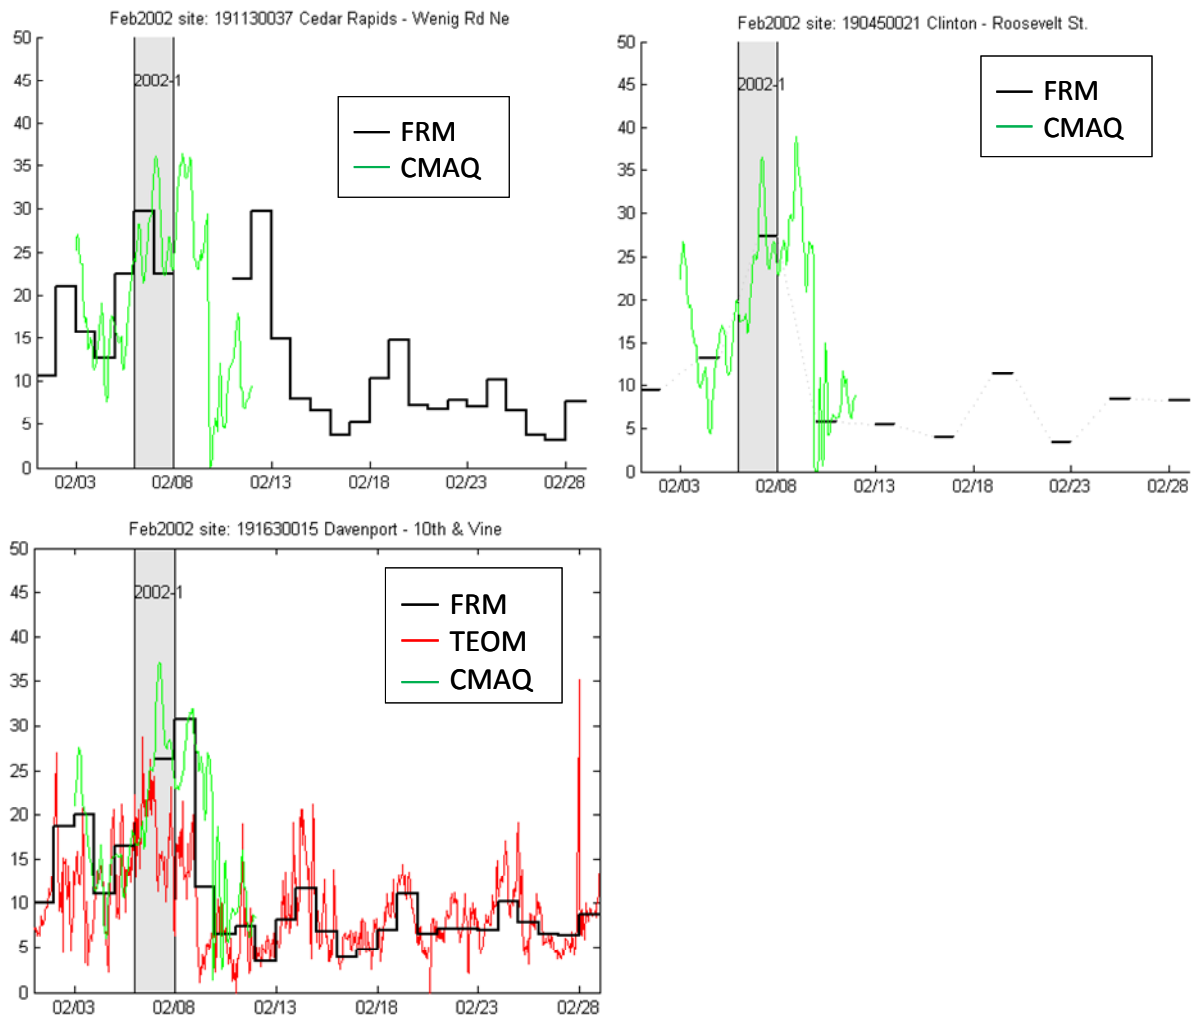 Feb2002 site: 191130037 Cedar Rapids - Wenig Rd Ne
50
45
40
35
30
25
20
15
10
5
0
2002-1
FRM
CMAQ
02/03 02/08 02/13 02/18 02/23 02/28
Feb2002 site: 190450021 Clinton - Roosevelt St.
50
45
40
35
30
25
20
15
10
5
0
2002-1
FRM
CMAQ
02/03 02/08 02/13 02/18 02/23 02/28
Feb2002 site: 191630015 Davenport - 10th & Vine
50
45
40
35
30
25
20
15
10
5
0
2002-1
FRM
TEOM
CMAQ
02/03 02/08 02/13 02/18 02/23 02/28